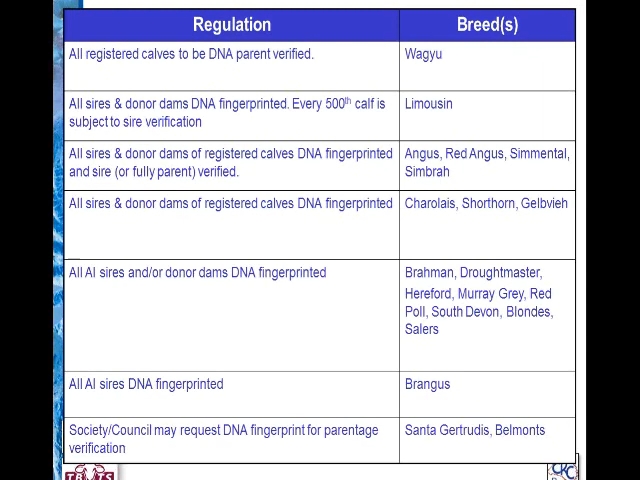 Regulation
Breed(s)
All registered calves to be DNA parent verified.
Wagyu
All sires & donor dams DNA fingerprinted. Every 500th calf is
subject to sire verification
Limousin
All sires & donor dams of registered calves DNA fingerprinted
and sire (or fully parent) verified.
Angus, Red Angus, Simmental,
Simbrah
All sires & donor dams of registered calves DNA fingerprinted
Charolais, Shorthorn, Gelbvieh
All AI sires and/or donor dams DNA fingerprinted
Brahman, Droughtmaster,
Hereford, Murray Grey, Red
Poll, South Devon, Blondes,
Salers
All AI sires DNA fingerprinted
Brangus
Society/Council may request DNA fingerprint for parentage
verification
Santa Gertrudis, Belmonts
CRC